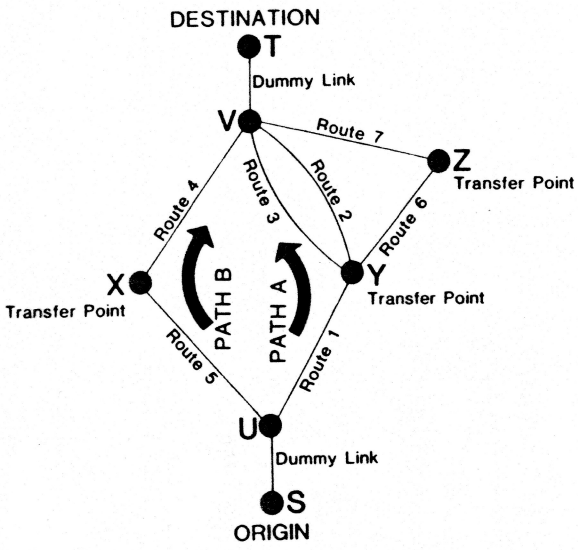 DESTINATION
T
Dummy Link
V
Route 7
Z
Transfer Point
Route 4
Route 3
Route 2
Route 6
X
Transfer Point
PATH B
PATH A
Y
Transfer Point
Route 5
Route 1
U
Dummy Link
S
ORIGIN